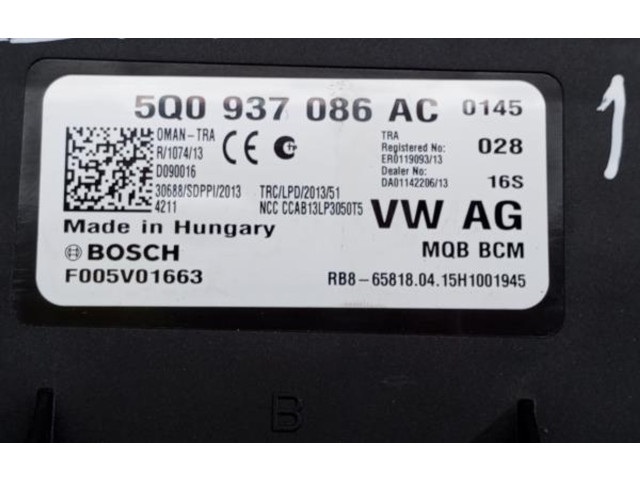 5Q0 937 086 AC 0145
OMAN-TRA
R/1074/13
D090016
30688/SDPPI/2013
4211
CE
TRC/LPD/2013/51
NCC CCAB13LP3050T5
TRA
Registered No:
ER0119093/13
Dealer No:
DA01142206/13
028
16S
Made in Hungary
VW AG
BOSCH
MQB BCM
F005V01663
RB8-65818.04.15H1001945
1
B